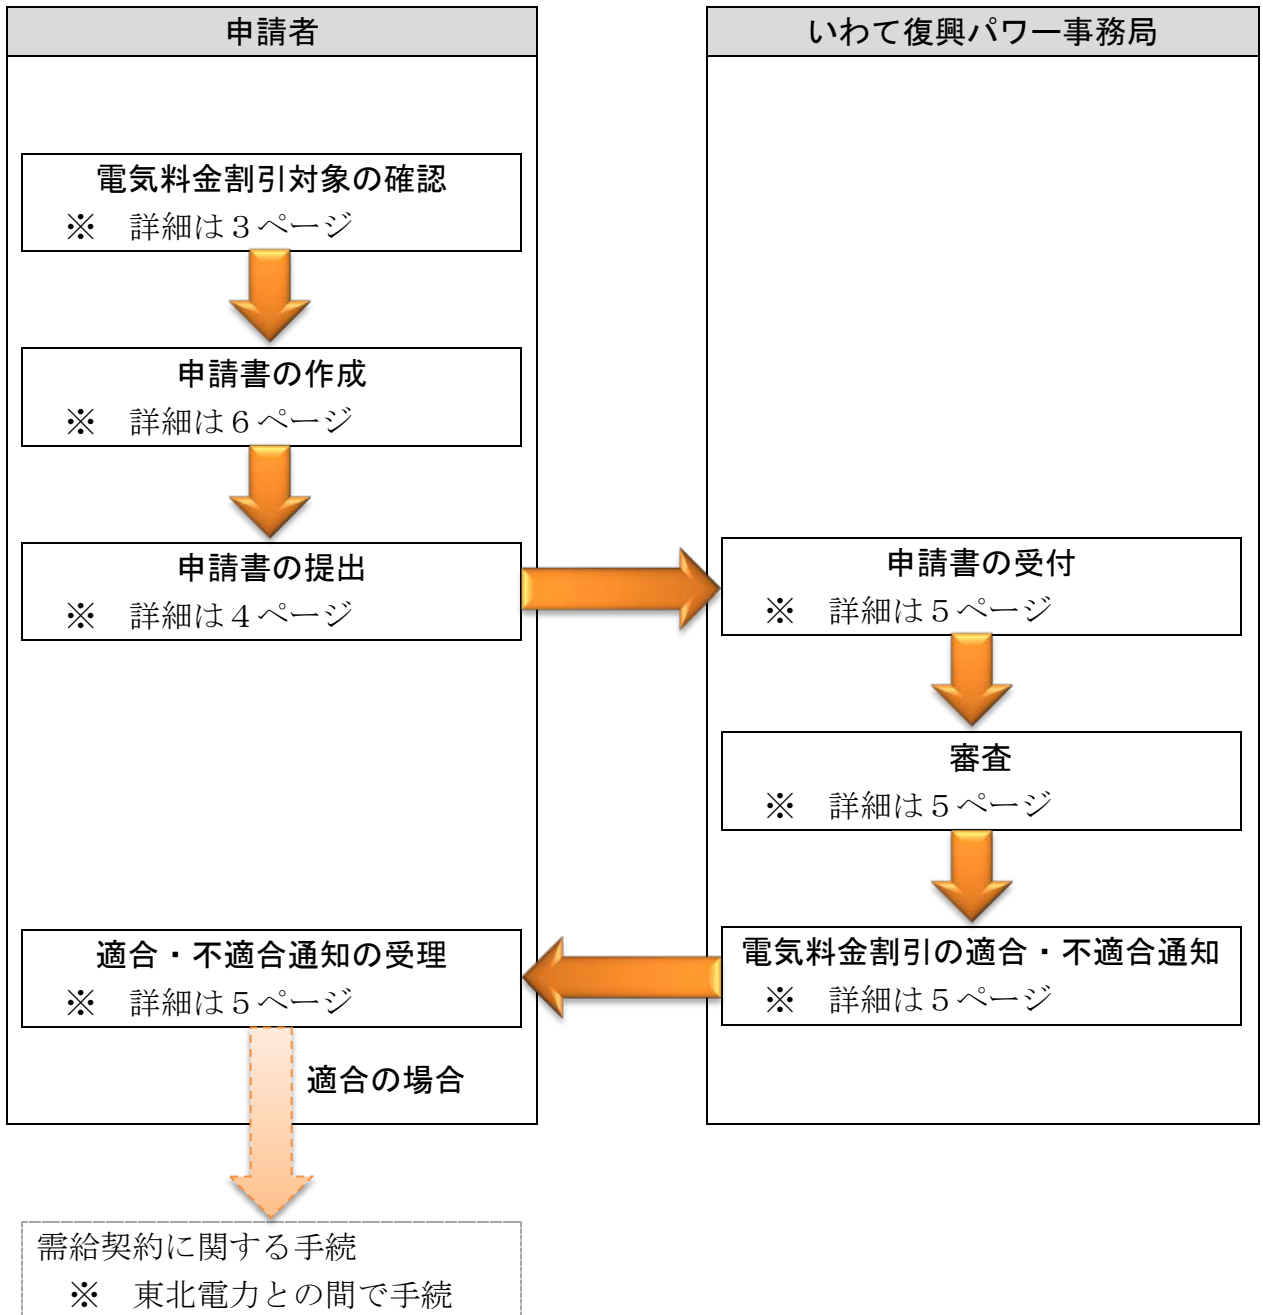 申請者
いわて復興パワー事務局
電気料金割引対象の確認
※　詳細は３ページ
申請書の作成
※　詳細は６ページ
申請書の提出
※　詳細は４ページ
申請書の受付
※　詳細は５ページ
審査
※　詳細は５ページ
電気料金割引の適合・不適合通知
※　詳細は５ページ
適合・不適合通知の受理
※　詳細は５ページ
適合の場合
需給契約に関する手続
※　東北電力との間で手続